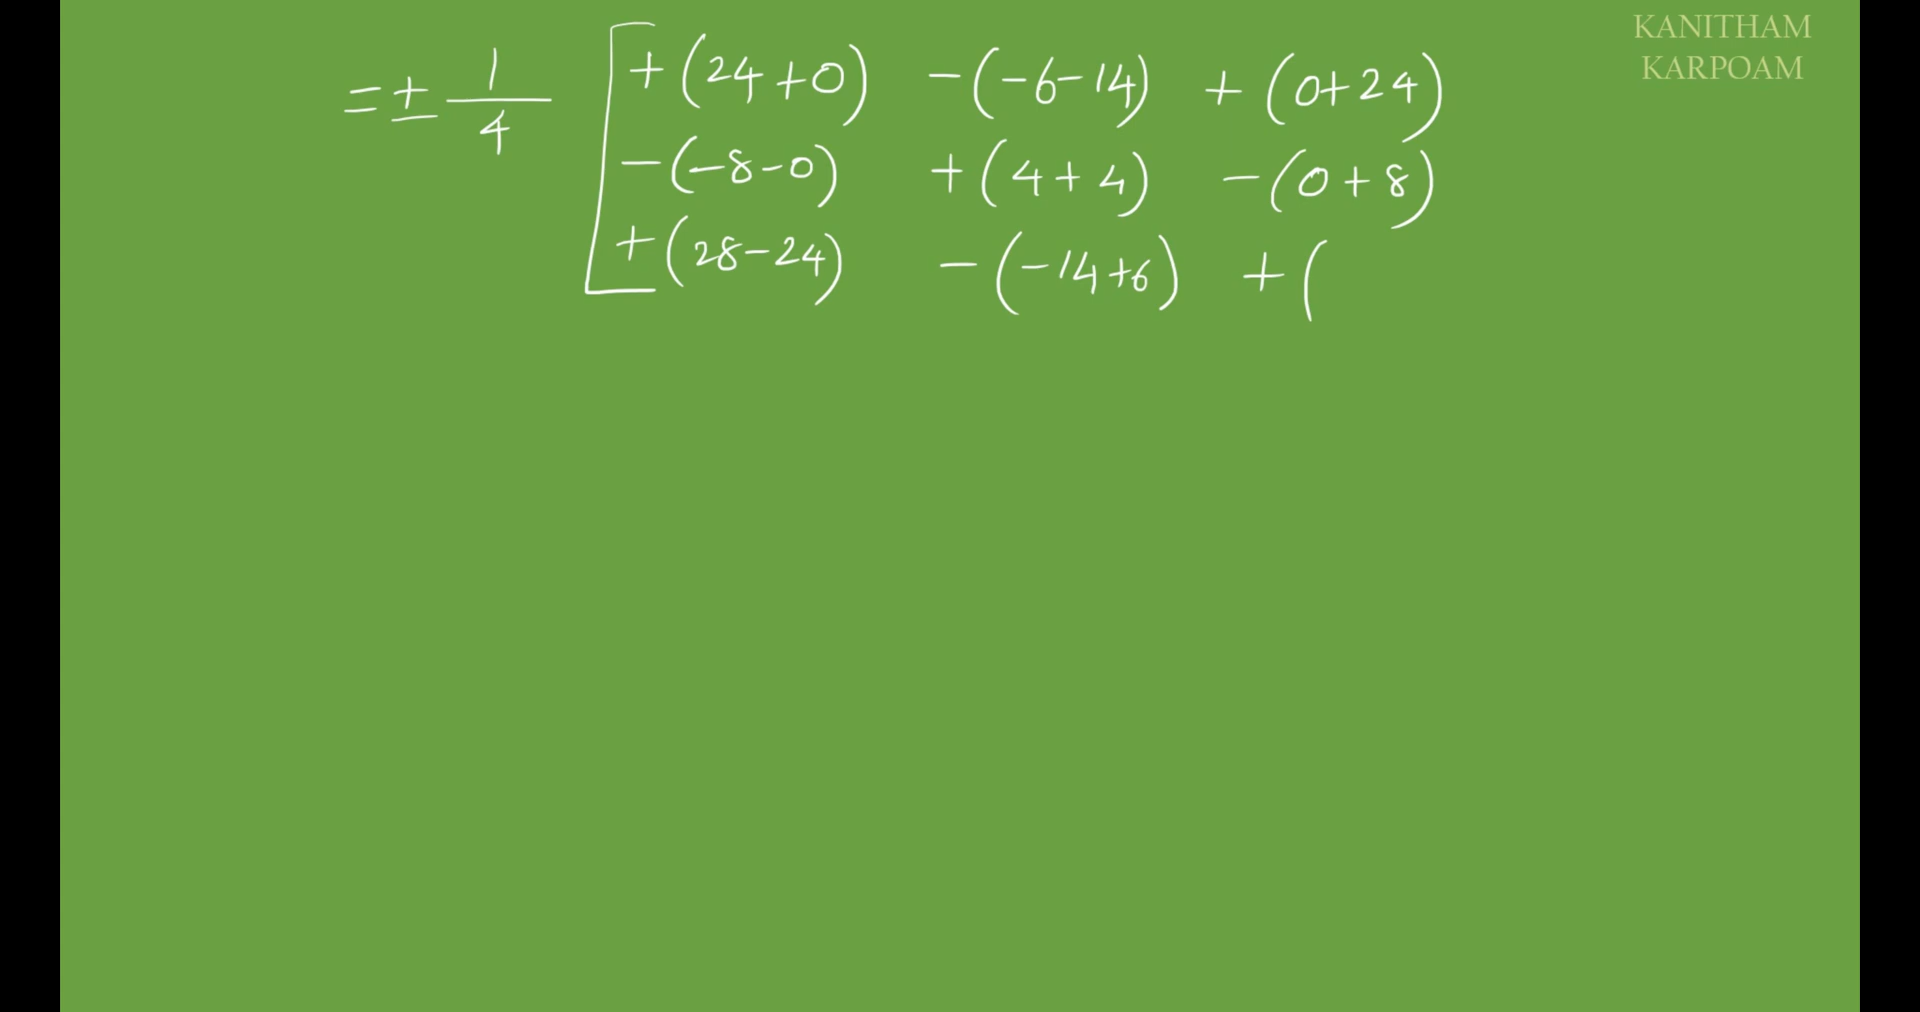 KANITHAM
KARPOAM
= ± 1/4 [ +(24+0) -(-6-14) +(0+24)
-(-8-0) +(4+4) -(0+8)
+(28-24) -(-14+6) +(